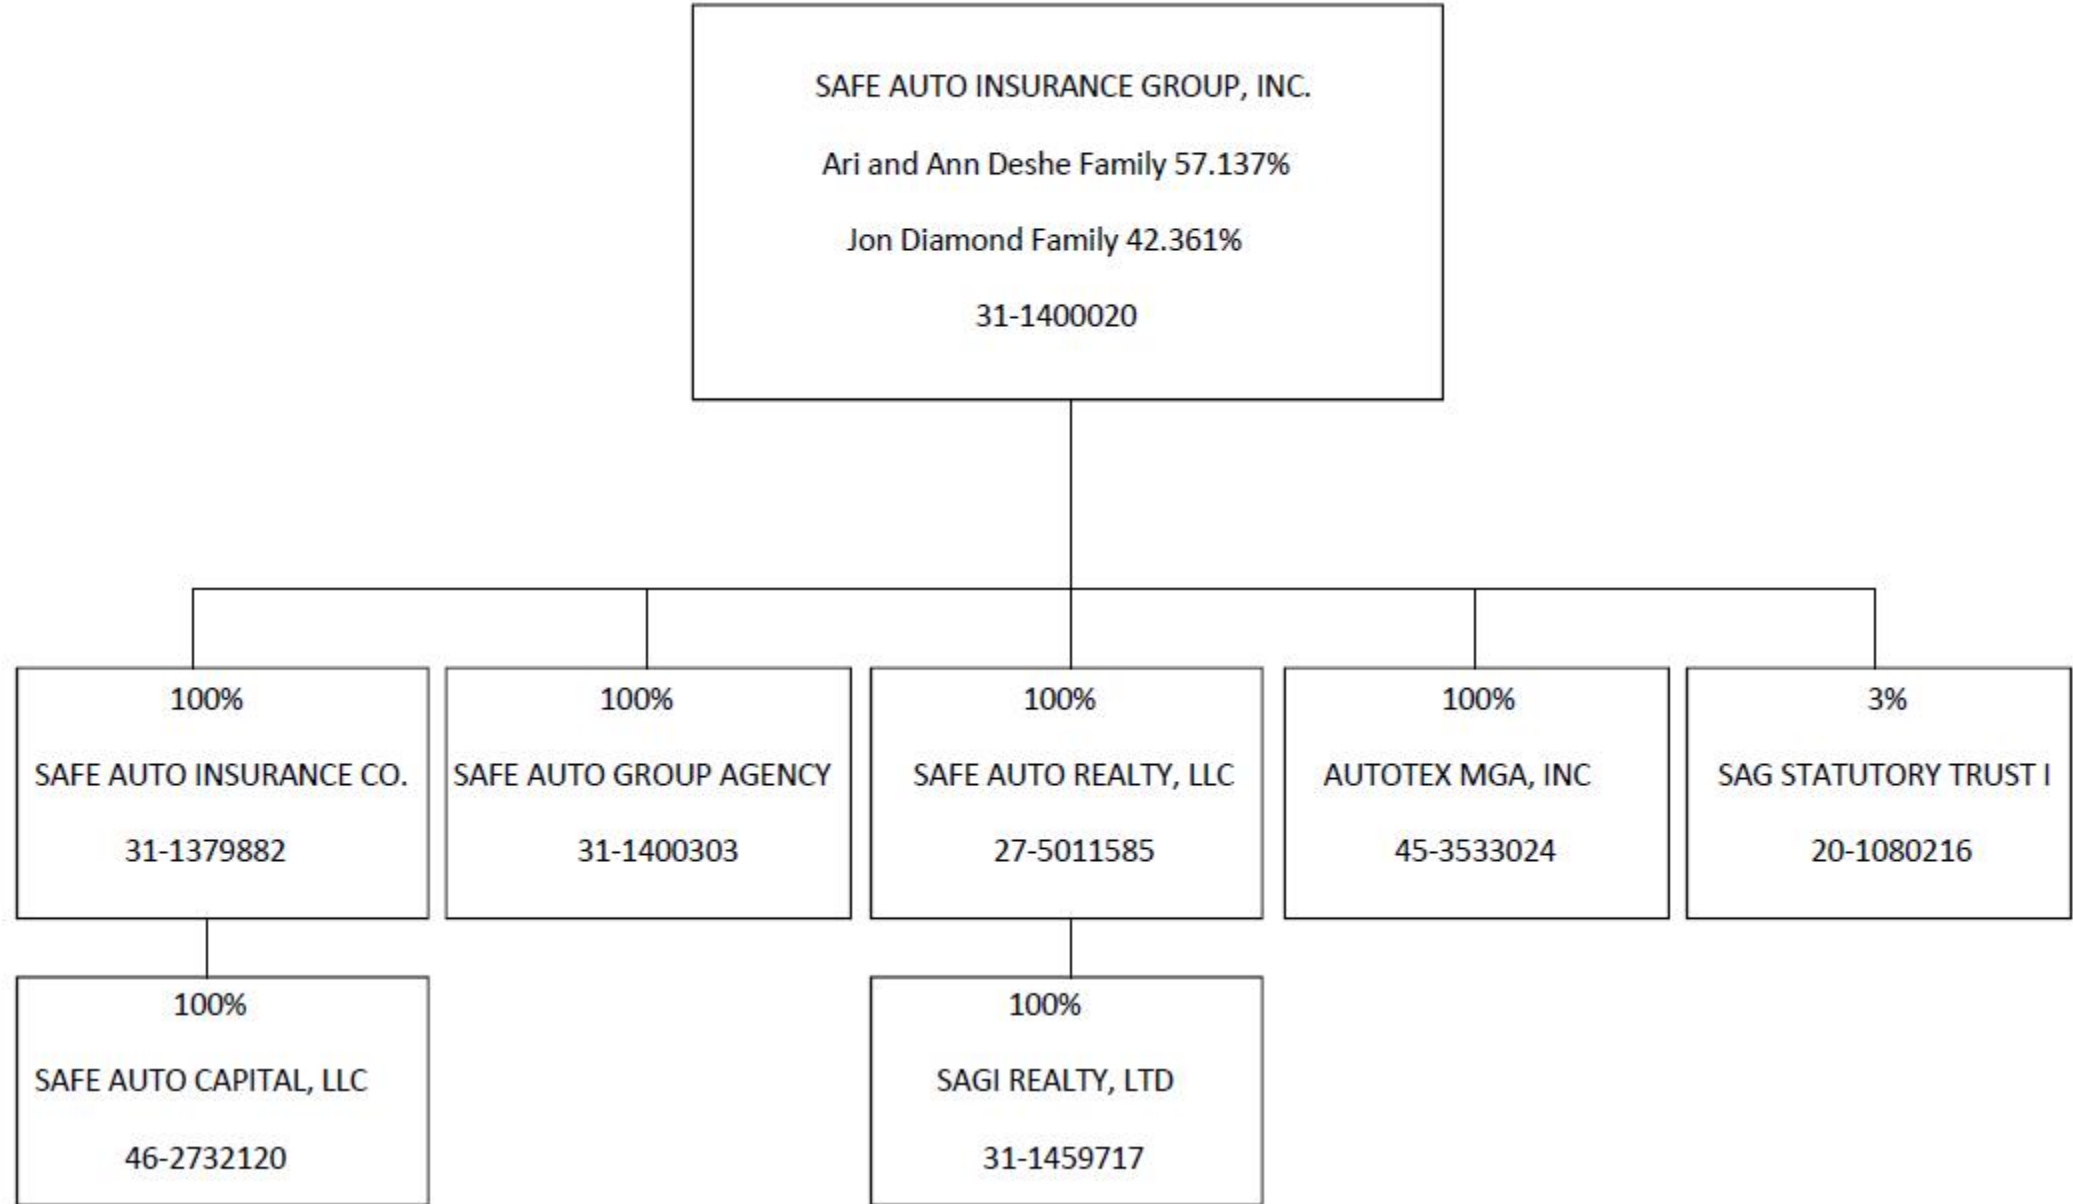 SAFE AUTO INSURANCE GROUP, INC.
Ari and Ann Deshe Family 57.137%
Jon Diamond Family 42.361%
31-1400020
100%
SAFE AUTO INSURANCE CO.
31-1379882
100%
SAFE AUTO GROUP AGENCY
31-1400303
100%
SAFE AUTO REALTY, LLC
27-5011585
100%
AUTOTEX MGA, INC
45-3533024
3%
SAG STATUTORY TRUST I
20-1080216
100%
SAFE AUTO CAPITAL, LLC
46-2732120
100%
SAGI REALTY, LTD
31-1459717